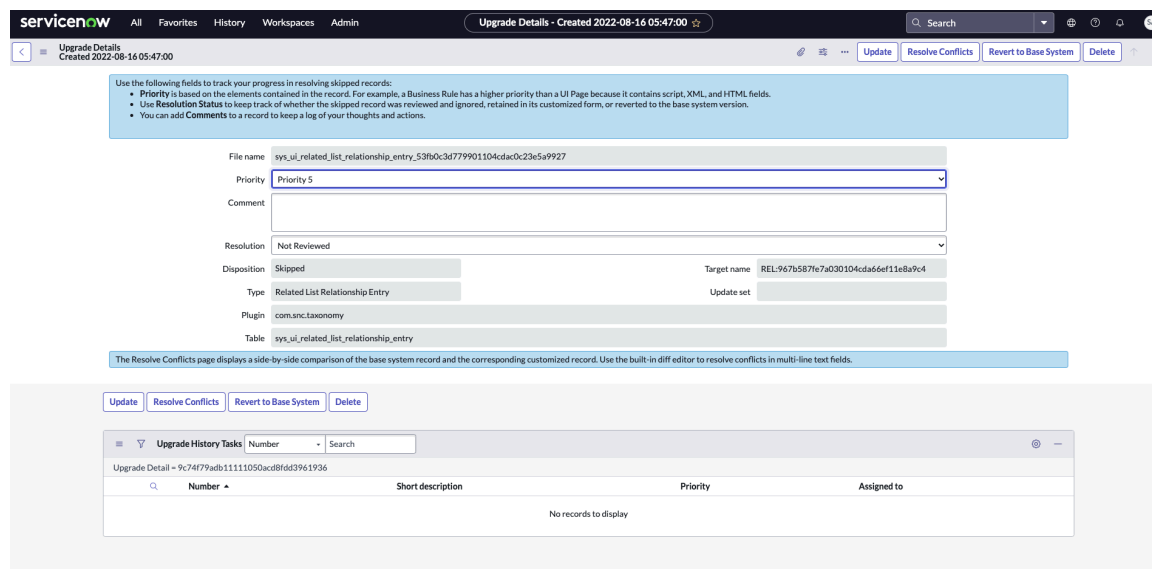 servicenow All Favorites History Workspaces Admin Upgrade Details - Created 2022-08-16 05:47:00 Search
Upgrade Details
Created 2022-08-16 05:47:00
Update Resolve Conflicts Revert to Base System Delete
Use the following fields to track your progress in resolving skipped records:
• Priority is based on the elements contained in the record. For example, a Business Rule has a higher priority than a UI Page because it contains script, XML, and HTML fields.
• Use Resolution Status to keep track of whether the skipped record was reviewed and ignored, retained in its customized form, or reverted to the base system version.
• You can add Comments to a record to keep a log of your thoughts and actions.
File name sys_ui_related_list_relationship_entry_53fb0c3d779901104cdac0c23e5a9927
Priority Priority 5
Comment
Resolution Not Reviewed
Disposition Skipped Target name REL:967b587fe7a030104cda66ef11e8a9c4
Type Related List Relationship Entry Update set
Plugin com.snc.taxonomy
Table sys_ui_related_list_relationship_entry
The Resolve Conflicts page displays a side-by-side comparison of the base system record and the corresponding customized record. Use the built-in diff editor to resolve conflicts in multi-line text fields.
Update Resolve Conflicts Revert to Base System Delete
Upgrade History Tasks Number Search
Upgrade Detail = 9c74f79adb11111050acd8fdd3961936
Number Short description Priority Assigned to
No records to display